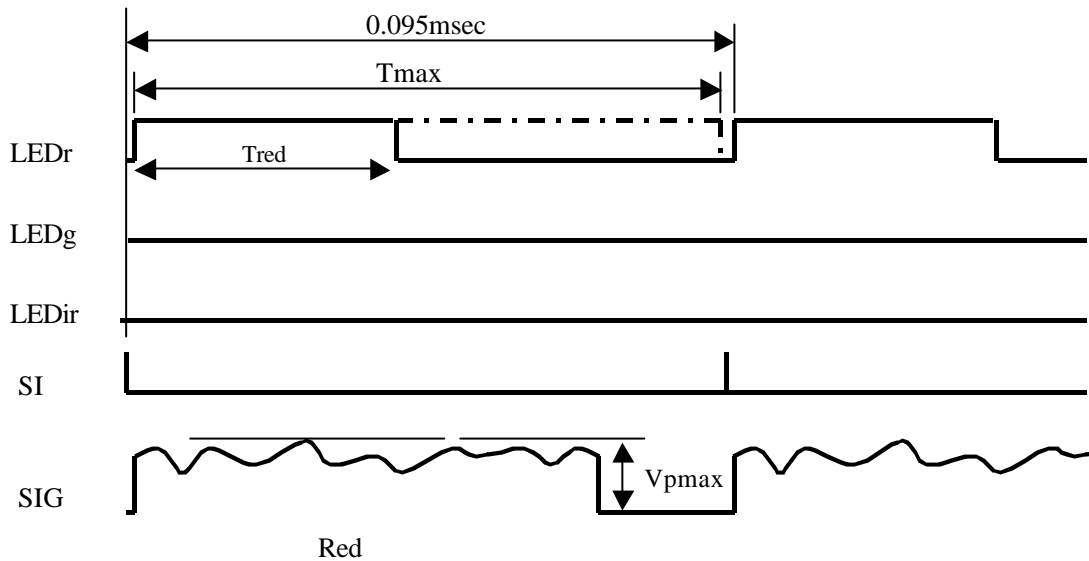 0.095msec
Tmax
LEDr
Tred
LEDg
LEDir
SI
SIG
Vpmax
Red